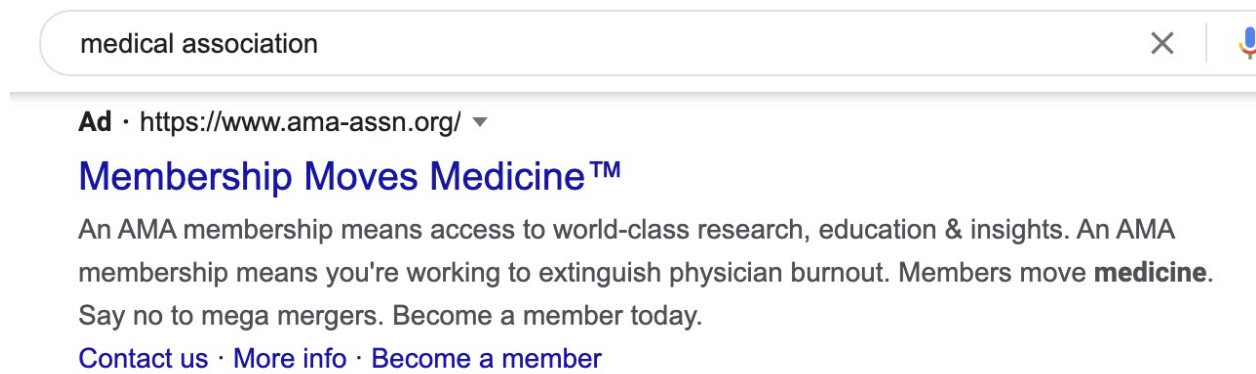 medical association
Ad · https://www.ama-assn.org/
Membership Moves Medicine™
An AMA membership means access to world-class research, education & insights. An AMA
membership means you're working to extinguish physician burnout. Members move medicine.
Say no to mega mergers. Become a member today.
Contact us · More info · Become a member